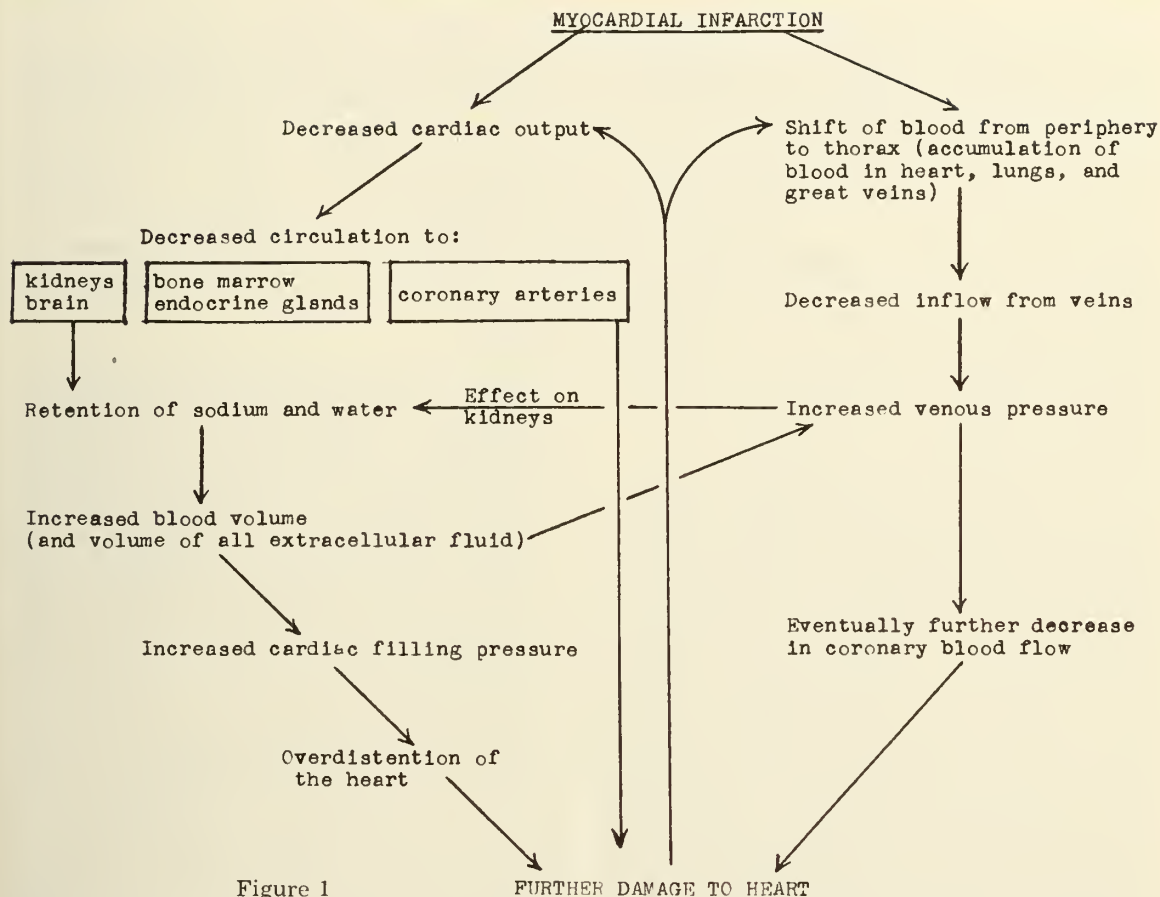 MYOCARDIAL INFARCTION
Decreased cardiac output
Shift of blood from periphery
to thorax (accumulation of
blood in heart, lungs, and
great veins)
Decreased circulation to:
kidneys
brain
bone marrow
endocrine glands
coronary arteries
Decreased inflow from veins
Retention of sodium and water
Effect on
kidneys
Increased venous pressure
Increased blood volume
(and volume of all extracellular fluid)
Increased cardiac filling pressure
Eventually further decrease
in coronary blood flow
Overdistention of
the heart
Figure 1
FURTHER DAMAGE TO HEART